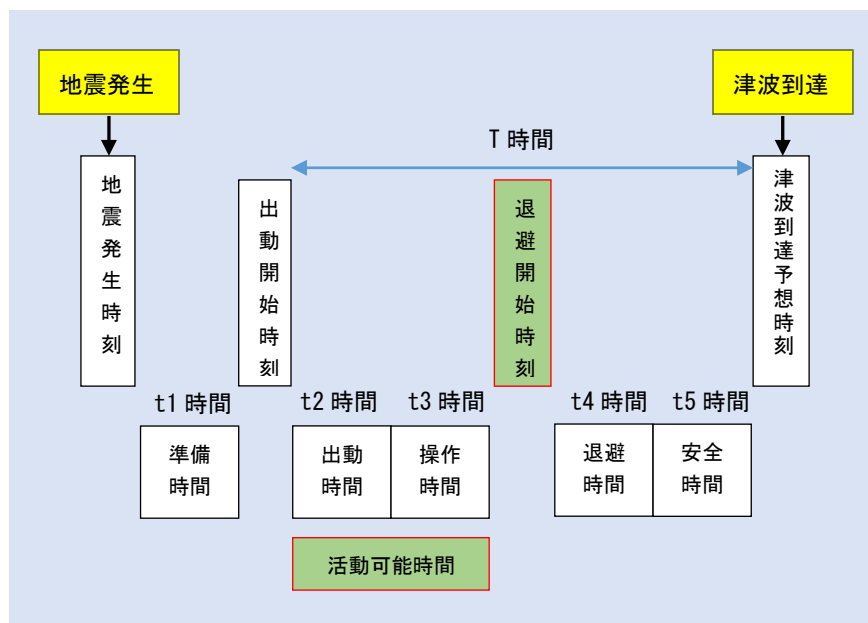 地震発生
津波到達
T 時間
地震発生時刻
出動開始時刻
退避開始時刻
津波到達予想時刻
t1 時間
t2 時間
t3 時間
t4 時間
t5 時間
準備
時間
出動
時間
操作
時間
退避
時間
安全
時間
活動可能時間